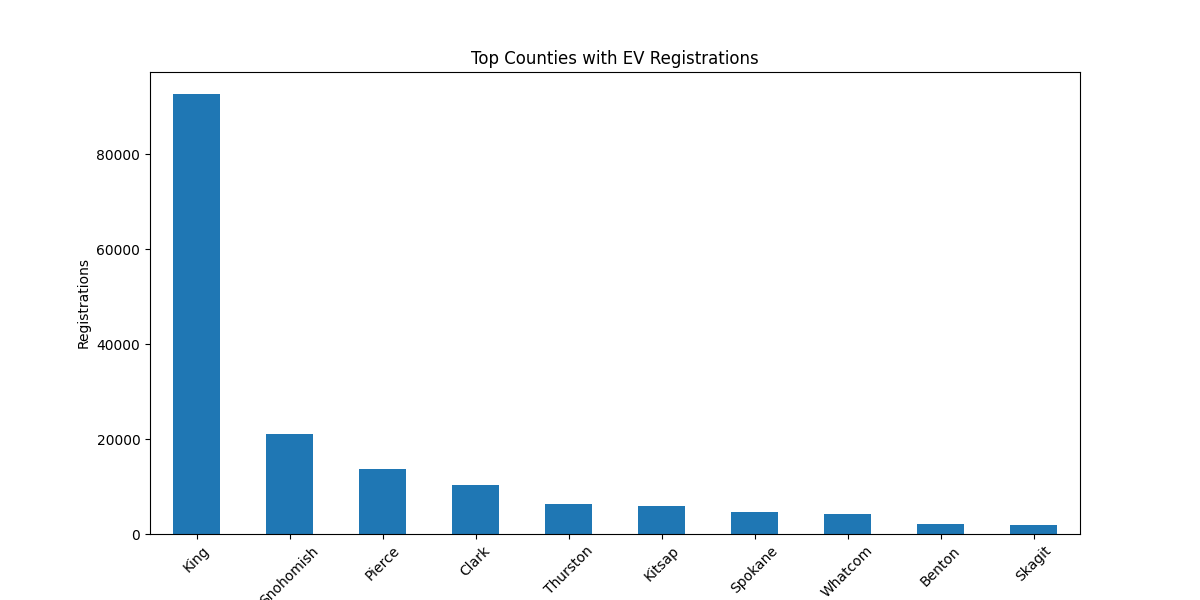 Top Counties with EV Registrations
Registrations
80000
60000
40000
20000
0
King
Snohomish
Pierce
Clark
Thurston
Kitsap
Spokane
Whatcom
Benton
Skagit